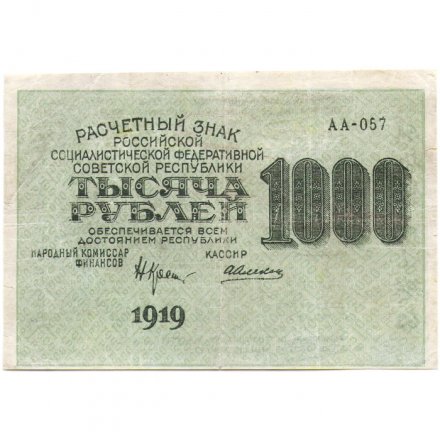 АА-057
РАСЧЕТНЫЙ ЗНАК
РОССИЙСКОЙ
СОЦИАЛИСТИЧЕСКОЙ ФЕДЕРАТИВНОЙ
СОВЕТСКОЙ РЕСПУБЛИКИ
ТЫСЯЧА
РУБЛЕЙ
1000
ОБЕСПЕЧИВАЕТСЯ ВСЕМ
ДОСТОЯНИЕМ РЕСПУБЛИКИ
НАРОДНЫЙ КОМИССАР
ФИНАНСОВ
КАССИР
1919